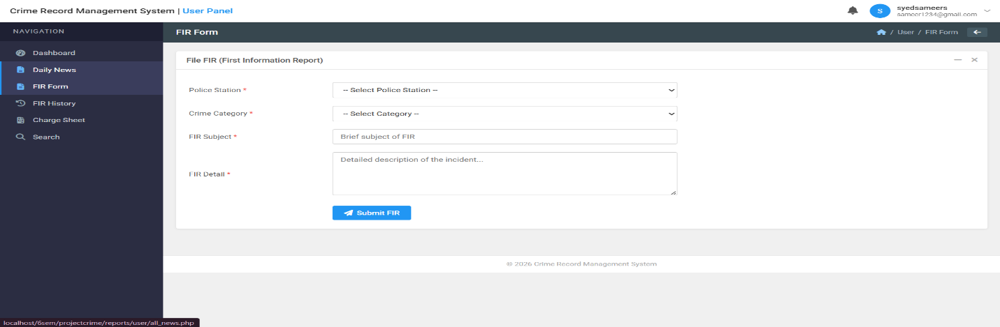 Crime Record Management System | User Panel
S
syedsameers
sameer1234@gmail.com
NAVIGATION
Dashboard
Daily News
FIR Form
FIR History
Charge Sheet
Search
FIR Form
/ User / FIR Form
File FIR (First Information Report)
Police Station *
-- Select Police Station --
Crime Category *
-- Select Category --
FIR Subject *
Brief subject of FIR
FIR Detail *
Detailed description of the incident...
Submit FIR
© 2026 Crime Record Management System
localhost/6sem/projectcrime/reports/user/all_news.php